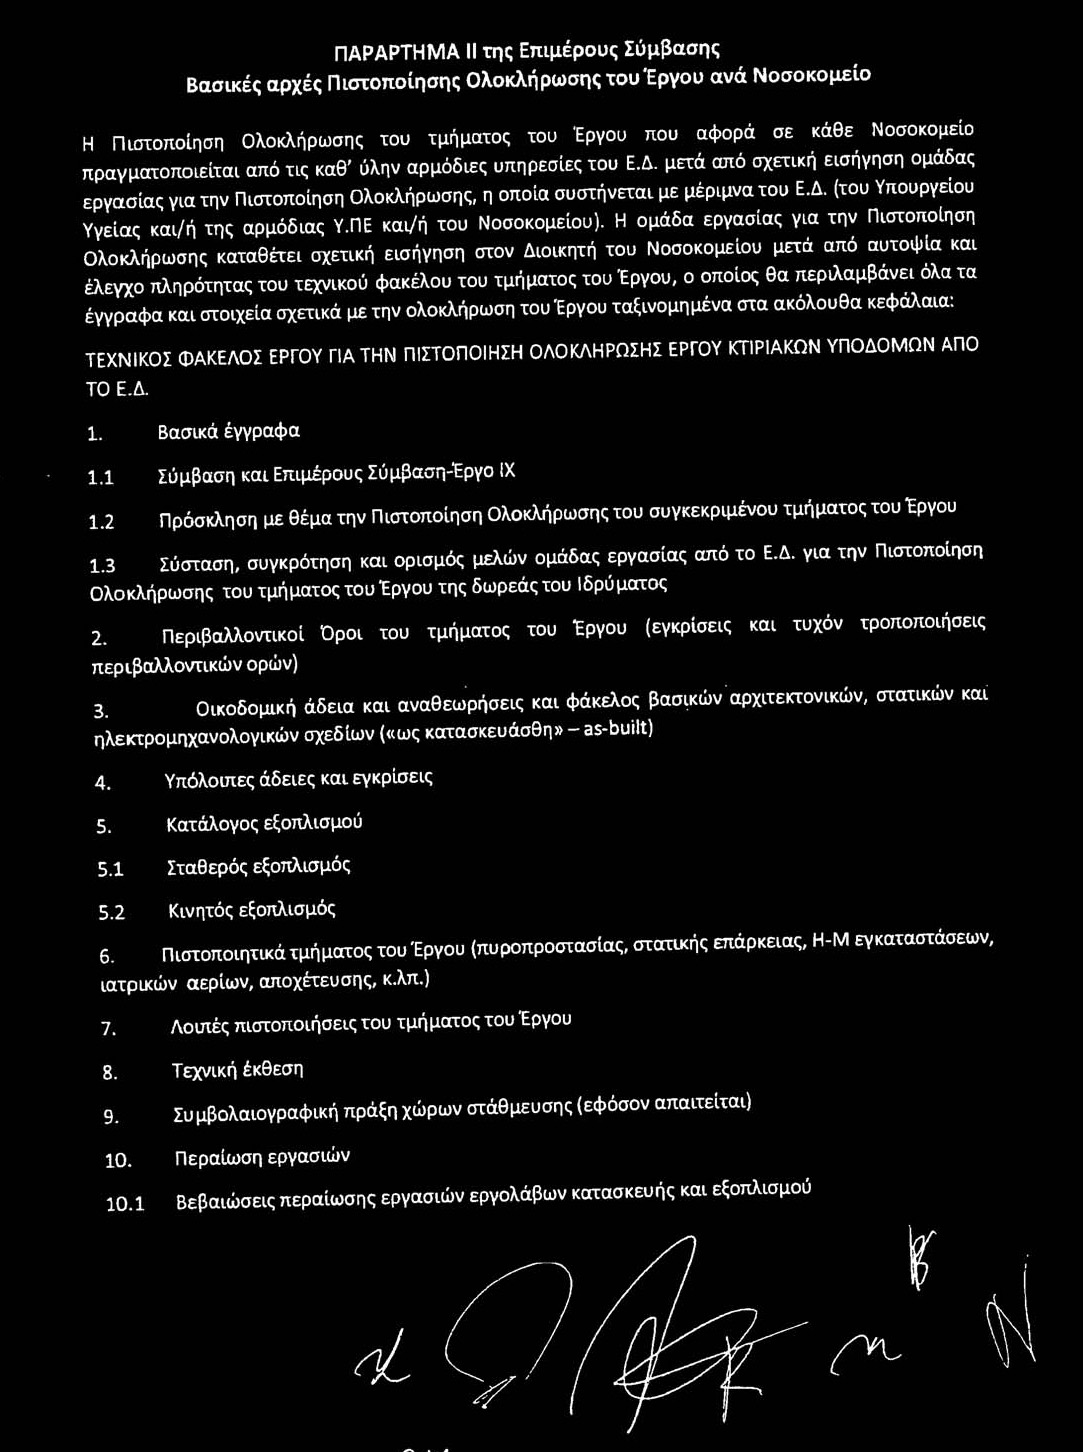 ΠΑΡΑΡΤΗΜΑ ΙΙ της Επιμέρους Σύμβασης
Βασικές αρχές Πιστοποίησης Ολοκλήρωσης του Έργου ανά Νοσοκομείο
Η Πιστοποίηση Ολοκλήρωσης του τμήματος του Έργου που αφορά σε κάθε Νοσοκομείο
πραγματοποιείται από τις καθ’ ύλην αρμόδιες υπηρεσίες του Ε.Δ. μετά από σχετική εισήγηση ομάδας
εργασίας για την Πιστοποίηση Ολοκλήρωσης, η οποία συστήνεται με μέριμνα του Ε.Δ. (του Υπουργείου
Υγείας και/ή της αρμόδιας Υ.ΠΕ και/ή του Νοσοκομείου). Η ομάδα εργασίας για την Πιστοποίηση
Ολοκλήρωσης καταθέτει σχετική εισήγηση στον Διοικητή του Νοσοκομείου μετά από αυτοψία και
έλεγχο πληρότητας του τεχνικού φακέλου του τμήματος του Έργου, ο οποίος θα περιλαμβάνει όλα τα
έγγραφα και στοιχεία σχετικά με την ολοκλήρωση του Έργου ταξινομημένα στα ακόλουθα κεφάλαια:
ΤΕΧΝΙΚΟΣ ΦΑΚΕΛΟΣ ΕΡΓΟΥ ΓΙΑ ΤΗΝ ΠΙΣΤΟΠΟΙΗΣΗ ΟΛΟΚΛΗΡΩΣΗΣ ΕΡΓΟΥ ΚΤΙΡΙΑΚΩΝ ΥΠΟΔΟΜΩΝ ΑΠΟ
ΤΟ Ε.Δ.
1. Βασικά έγγραφα
1.1 Σύμβαση και Επιμέρους Σύμβαση-Έργο ΙΧ
1.2 Πρόσκληση με θέμα την Πιστοποίηση Ολοκλήρωσης του συγκεκριμένου τμήματος του Έργου
1.3 Σύσταση, συγκρότηση και ορισμός μελών ομάδας εργασίας από το Ε.Δ. για την Πιστοποίηση
Ολοκλήρωσης του τμήματος του Έργου της δωρεάς του Ιδρύματος
2. Περιβαλλοντικοί Όροι του τμήματος του Έργου (εγκρίσεις και τυχόν τροποποιήσεις
περιβαλλοντικών ορών)
3. Οικοδομική άδεια και αναθεωρήσεις και φάκελος βασικών αρχιτεκτονικών, στατικών και
ηλεκτρομηχανολογικών σχεδίων («ως κατασκευάσθη» – as-built)
4. Υπόλοιπες άδειες και εγκρίσεις
5. Κατάλογος εξοπλισμού
5.1 Σταθερός εξοπλισμός
5.2 Κινητός εξοπλισμός
6. Πιστοποιητικά τμήματος του Έργου (πυροπροστασίας, στατικής επάρκειας, Η-Μ εγκαταστάσεων,
ιατρικών αερίων, αποχέτευσης, κ.λπ.)
7. Λοιπές πιστοποιήσεις του τμήματος του Έργου
8. Τεχνική έκθεση
9. Συμβολαιογραφική πράξη χώρων στάθμευσης (εφόσον απαιτείται)
10. Περαίωση εργασιών
10.1 Βεβαιώσεις περαίωσης εργασιών εργολάβων κατασκευής και εξοπλισμού